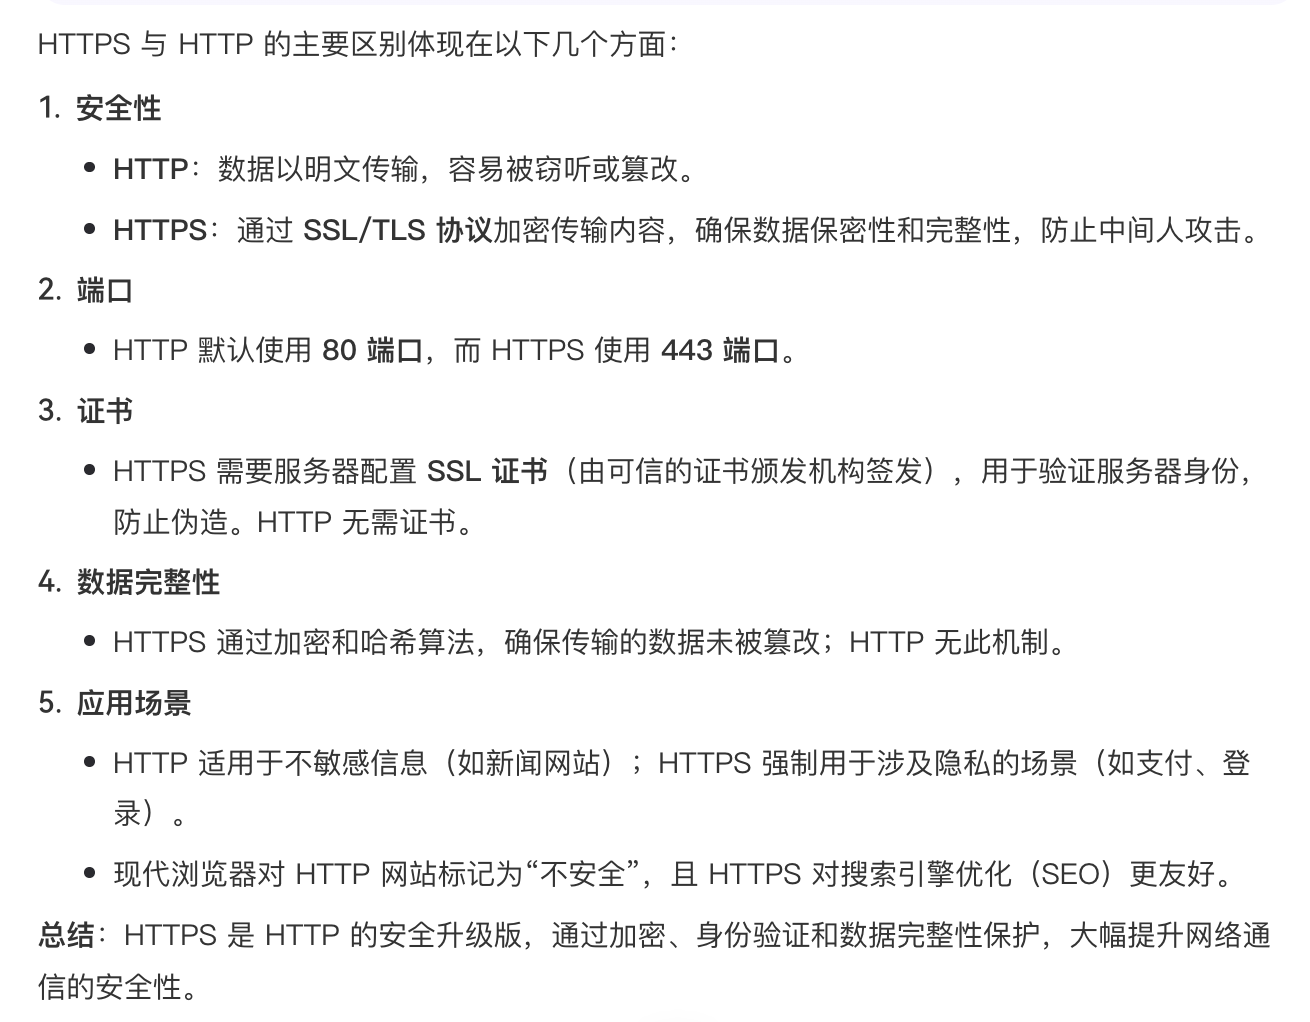 HTTPS 与 HTTP 的主要区别体现在以下几个方面：
1. 安全性
• HTTP：数据以明文传输，容易被窃听或篡改。
• HTTPS：通过 SSL/TLS 协议加密传输内容，确保数据保密性和完整性，防止中间人攻击。
2. 端口
• HTTP 默认使用 80 端口，而 HTTPS 使用 443 端口。
3. 证书
• HTTPS 需要服务器配置 SSL 证书（由可信的证书颁发机构签发），用于验证服务器身份，
防止伪造。HTTP 无需证书。
4. 数据完整性
• HTTPS 通过加密和哈希算法，确保传输的数据未被篡改；HTTP 无此机制。
5. 应用场景
• HTTP 适用于不敏感信息（如新闻网站）；HTTPS 强制用于涉及隐私的场景（如支付、登
录）。
• 现代浏览器对 HTTP 网站标记为“不安全”，且 HTTPS 对搜索引擎优化（SEO）更友好。
总结：HTTPS 是 HTTP 的安全升级版，通过加密、身份验证和数据完整性保护，大幅提升网络通
信的安全性。